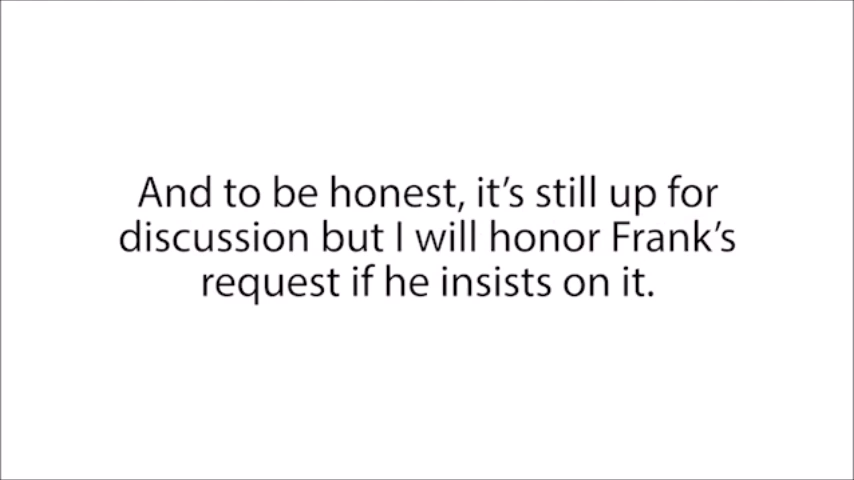 And to be honest, it’s still up for
discussion but I will honor Frank’s
request if he insists on it.